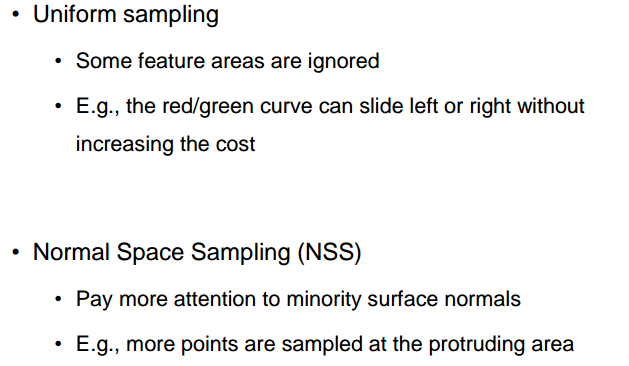 • Uniform sampling
• Some feature areas are ignored
• E.g., the red/green curve can slide left or right without
increasing the cost
• Normal Space Sampling (NSS)
• Pay more attention to minority surface normals
• E.g., more points are sampled at the protruding area